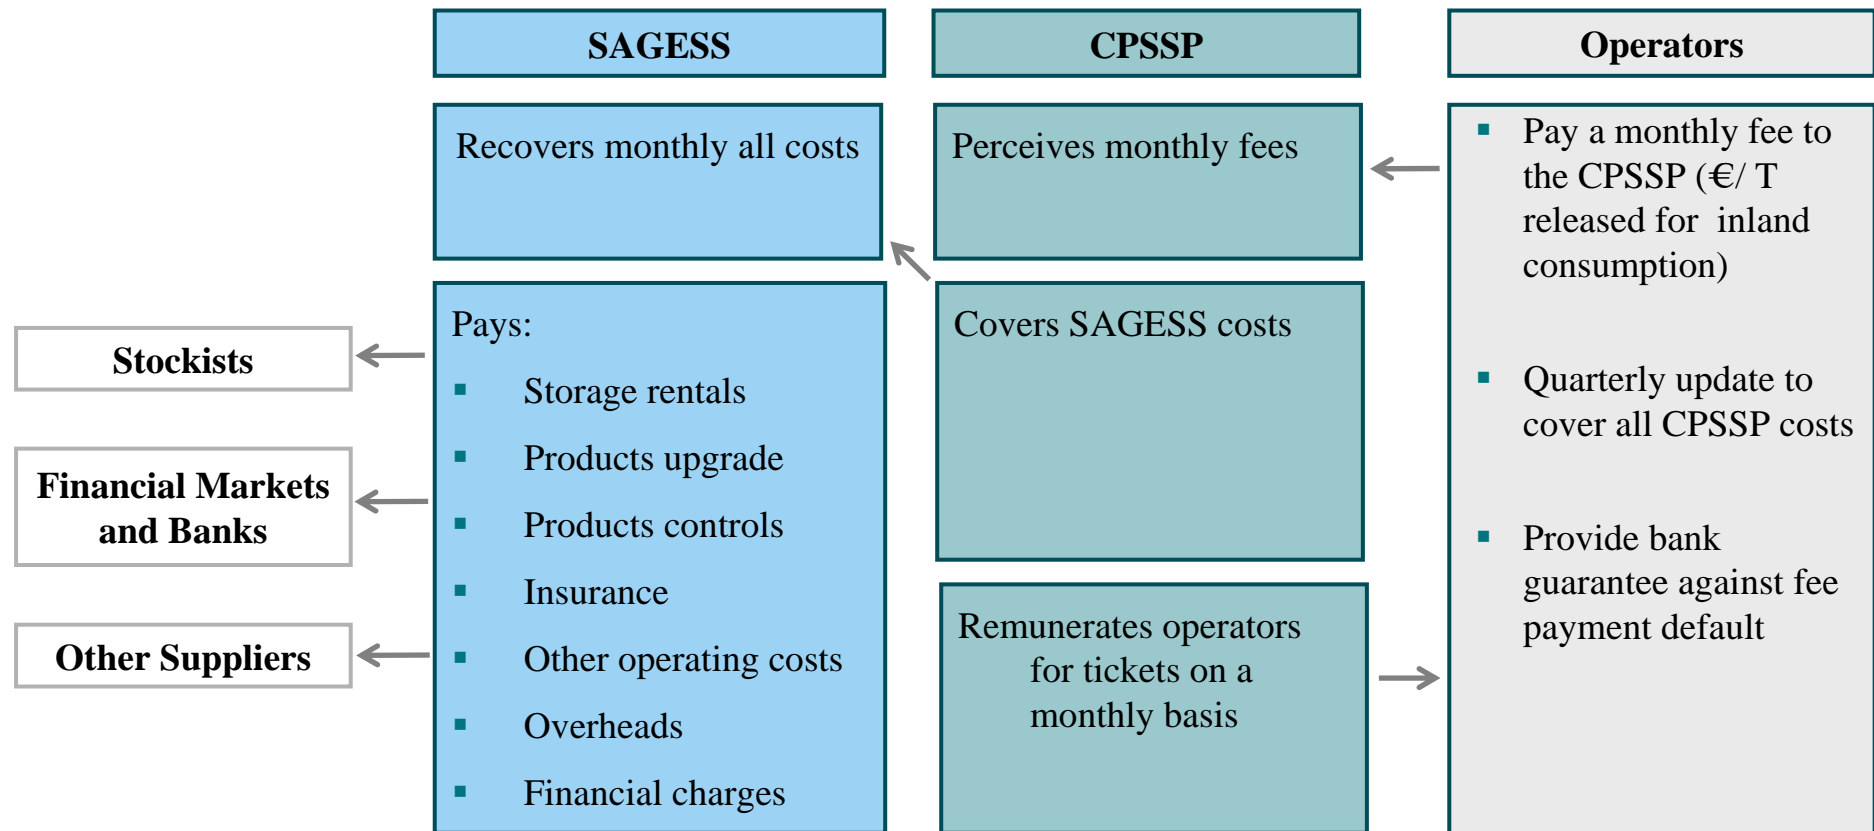 SAGESS
CPSSP
Operators
Recovers monthly all costs
Perceives monthly fees
▪ Pay a monthly fee to
the CPSSP (€/ T
released for inland
consumption)
▪ Quarterly update to
cover all CPSSP costs
▪ Provide bank
guarantee against fee
payment default
Pays:
▪ Storage rentals
▪ Products upgrade
▪ Products controls
▪ Insurance
▪ Other operating costs
▪ Overheads
▪ Financial charges
Covers SAGESS costs
Remunerates operators
for tickets on a
monthly basis
Stockists
Financial Markets
and Banks
Other Suppliers